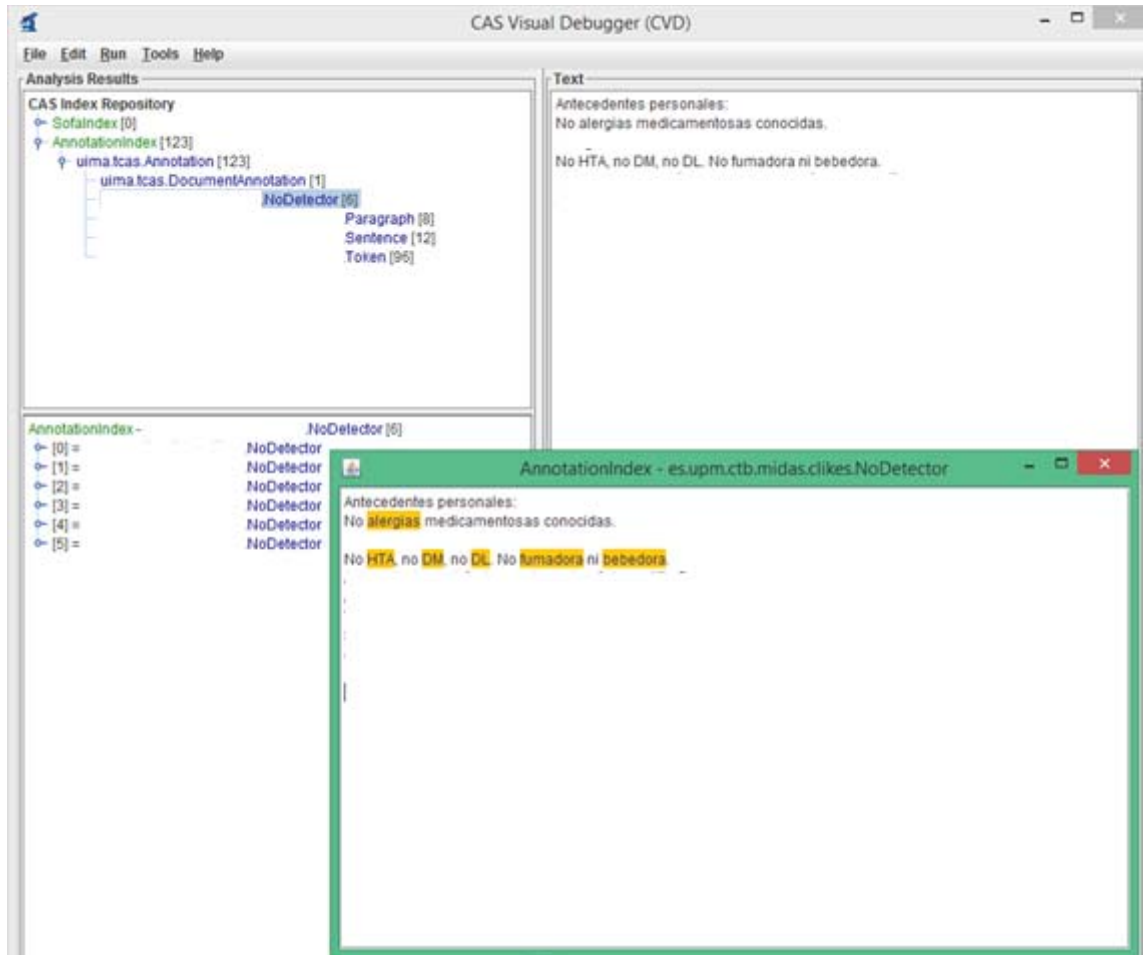 CAS Visual Debugger (CVD)
File Edit Run Tools Help
Analysis Results
CAS Index Repository
SofaIndex [0]
AnnotationIndex [123]
uima.tcas.Annotation [123]
uima.tcas.DocumentAnnotation [1]
.NoDetector [6]
Paragraph [8]
Sentence [12]
Token [96]
Text
Antecedentes personales:
No alergias medicamentosas conocidas.
No HTA, no DM, no DL. No fumadora ni bebedora.
AnnotationIndex - .NoDetector [6]
[0] = .NoDetector
[1] = .NoDetector
[2] = .NoDetector
[3] = .NoDetector
[4] = .NoDetector
[5] = .NoDetector
AnnotationIndex - es.upm.ctb.midas.clikes.NoDetector
Antecedentes personales:
No alergias medicamentosas conocidas.
No HTA, no DM, no DL. No fumadora ni bebedora.